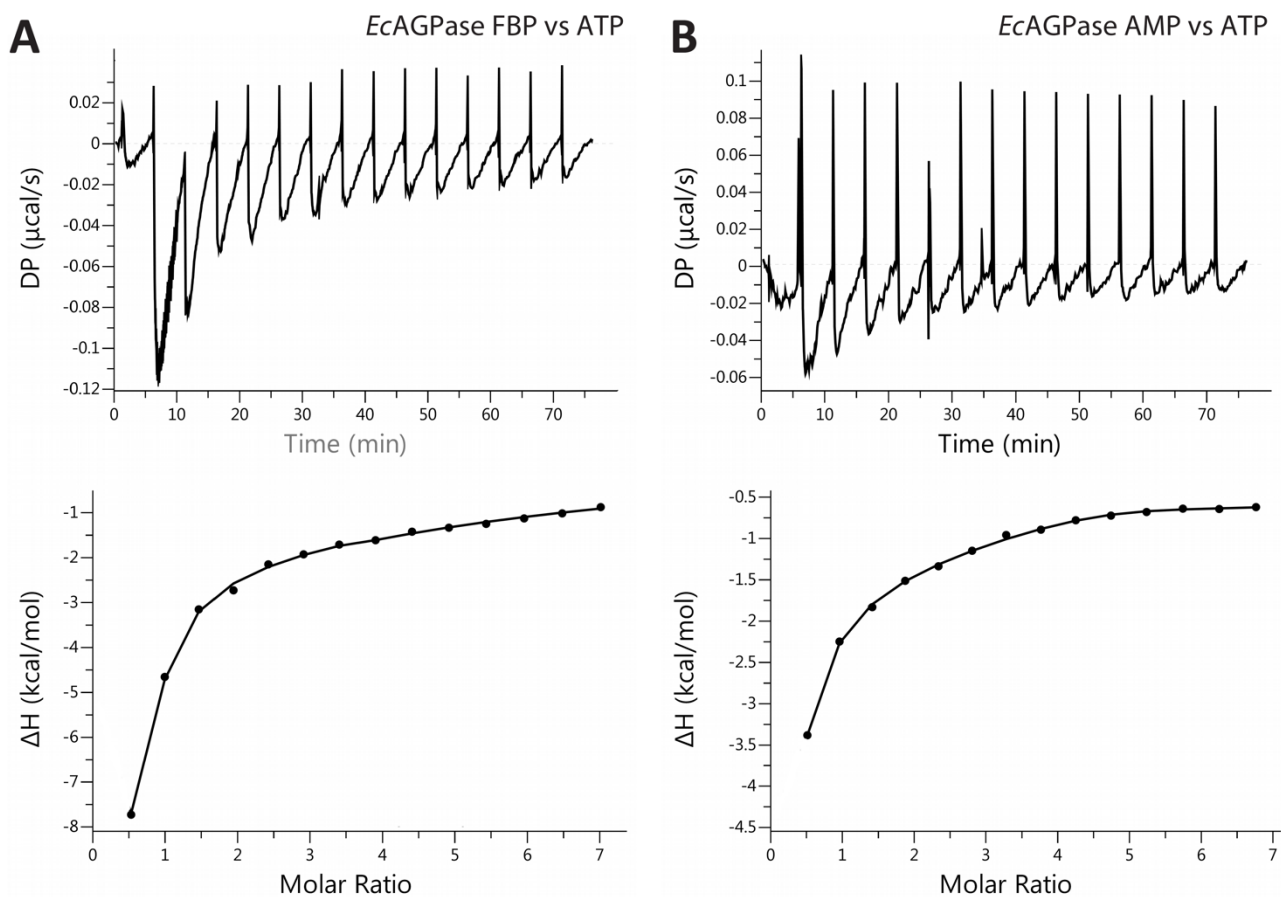 A
EcAGPase FBP vs ATP
DP (μcal/s)
0.02
0
-0.02
-0.04
-0.06
-0.08
-0.1
-0.12
0 10 20 30 40 50 60 70
Time (min)
ΔH (kcal/mol)
-1
-2
-3
-4
-5
-6
-7
-8
0 1 2 3 4 5 6 7
Molar Ratio
B
EcAGPase AMP vs ATP
DP (μcal/s)
0.1
0.08
0.06
0.04
0.02
0
-0.02
-0.04
-0.06
0 10 20 30 40 50 60 70
Time (min)
ΔH (kcal/mol)
-0.5
-1
-1.5
-2
-2.5
-3
-3.5
-4
-4.5
0 1 2 3 4 5 6 7
Molar Ratio